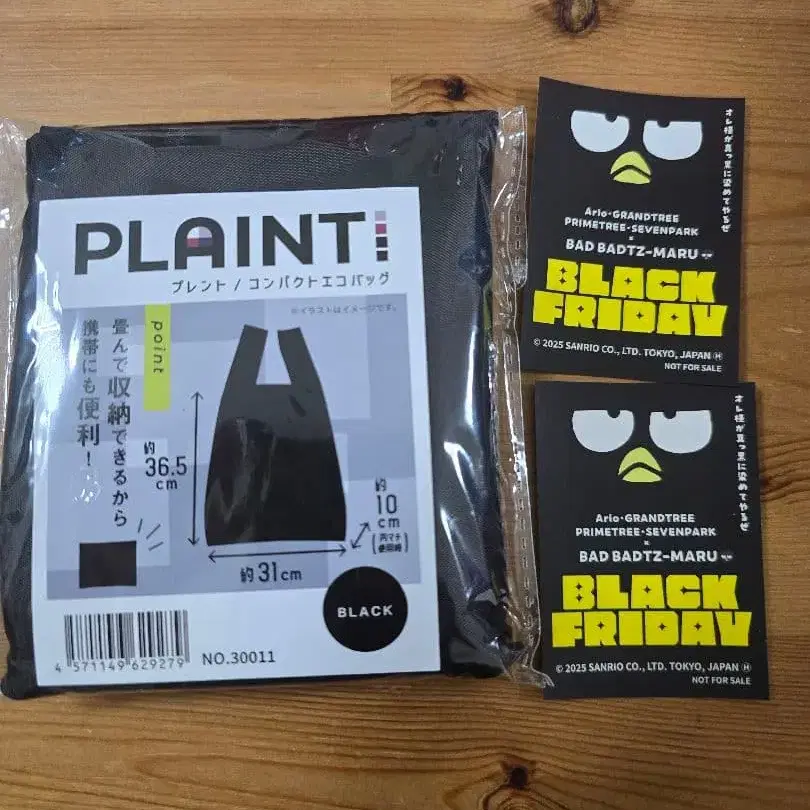 PLAINT
プレント / コンパクトエコバッグ
※イラストはイメージです。
point
畳んで収納できるから
携帯にも便利!
約
36.5
cm
約
10
cm
(両マチ
使用時)
約31cm
BLACK
4 571149 629279
NO.30011
オレ様が真っ黒に染めてやるぜ
Ario・GRANDTREE
PRIMETREE・SEVENPARK
×
BAD BADTZ-MARU
BLACK
FRIDAY
© 2025 SANRIO CO., LTD. TOKYO, JAPAN Ⓗ
NOT FOR SALE
オレ様が真っ黒に染めてやるぜ
Ario・GRANDTREE
PRIMETREE・SEVENPARK
×
BAD BADTZ-MARU
BLACK
FRIDAY
© 2025 SANRIO CO., LTD. TOKYO, JAPAN Ⓗ
NOT FOR SALE